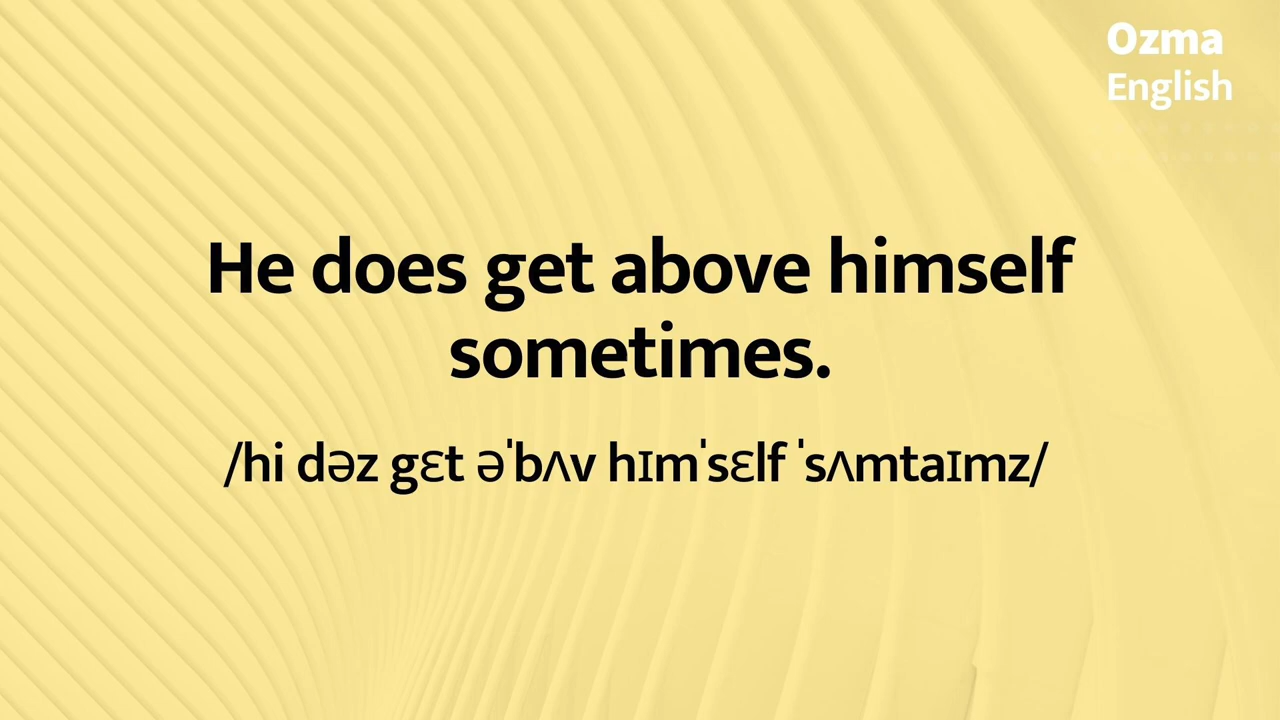 Ozma
English
He does get above himself
sometimes.
/hi dəz gɛt əˈbʌv hɪmˈsɛlf ˈsʌmtaɪmz/